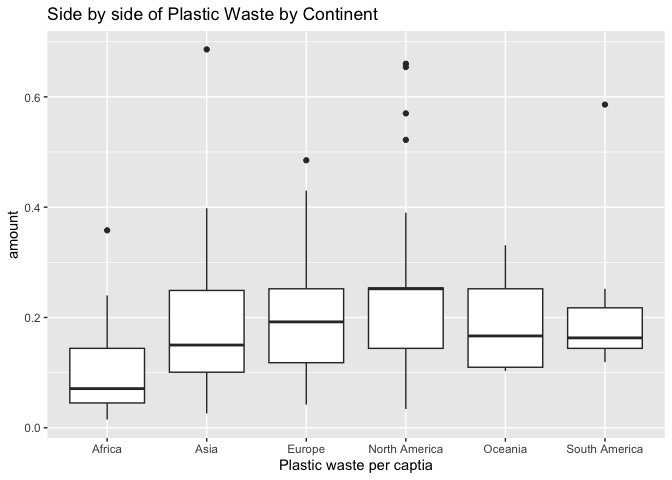 Side by side of Plastic Waste by Continent
amount
0.6
0.4
0.2
0.0
Africa Asia Europe North America Oceania South America
Plastic waste per captia